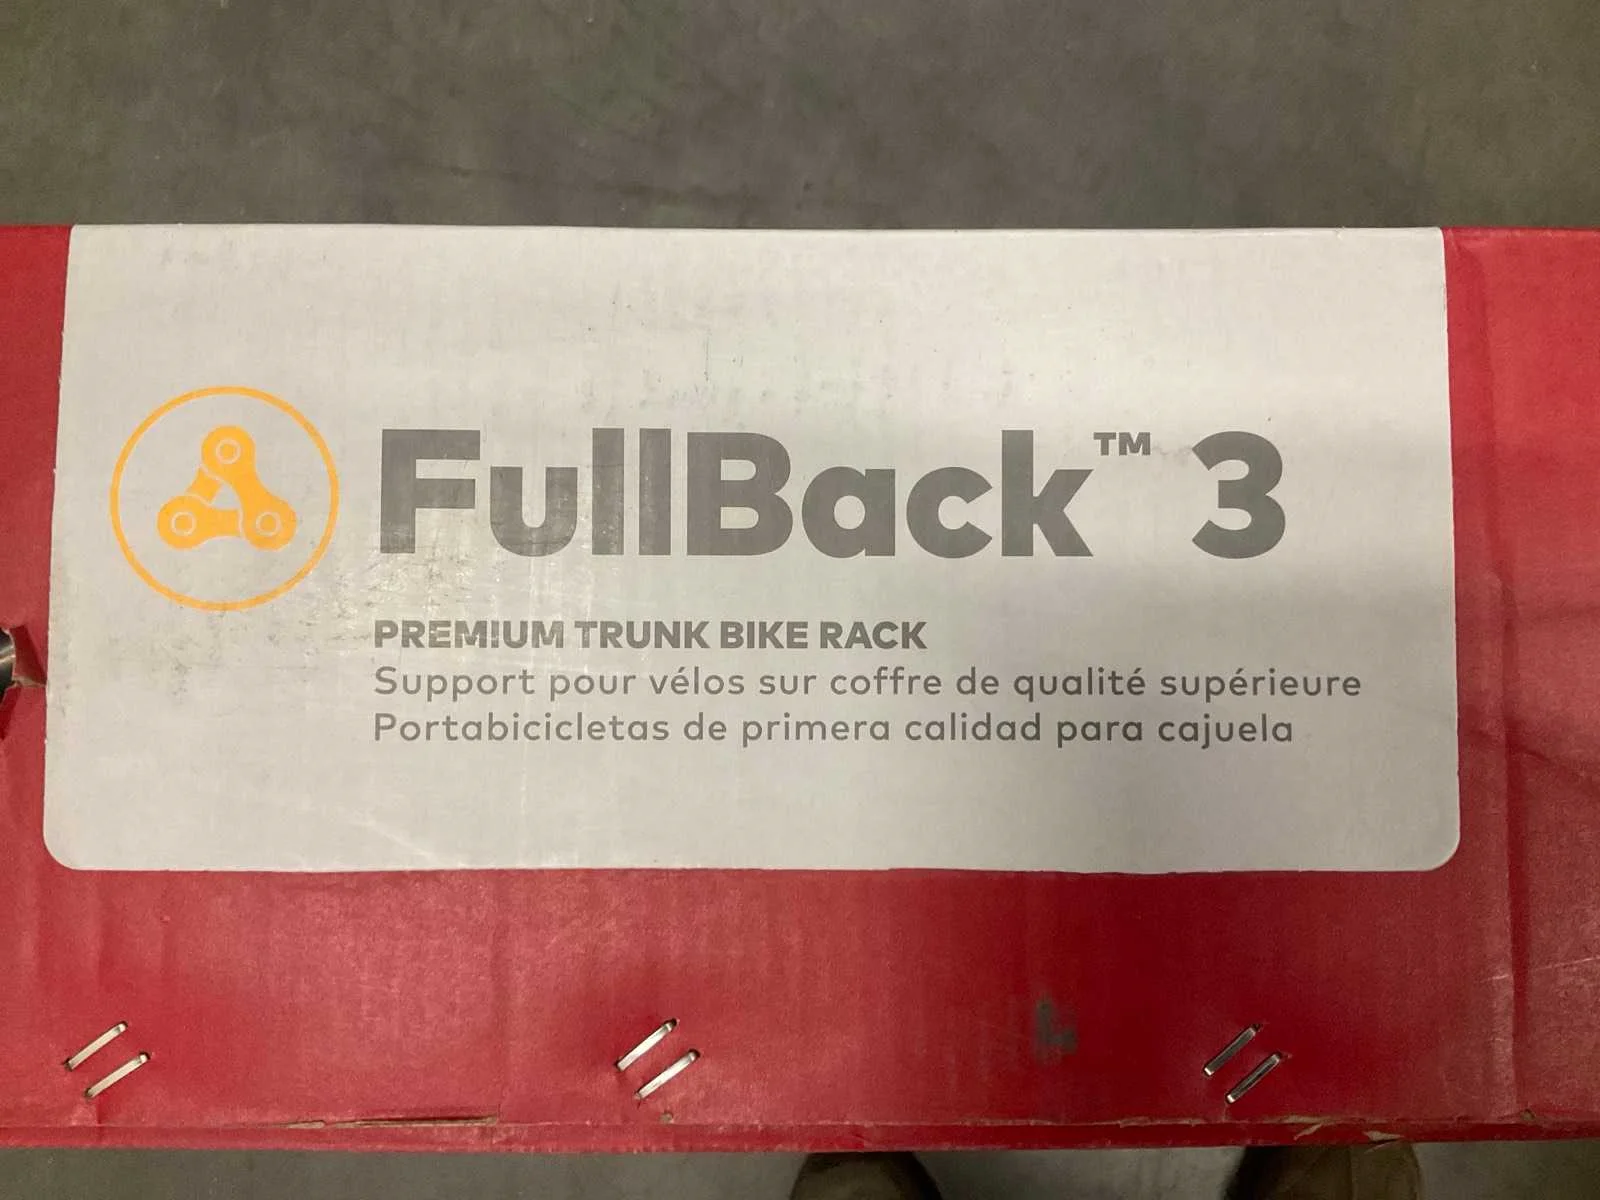 FullBack™ 3
PREMIUM TRUNK BIKE RACK
Support pour vélos sur coffre de qualité supérieure
Portabicicletas de primera calidad para cajuela